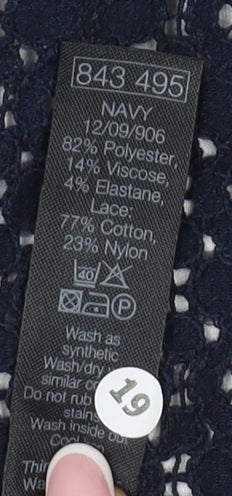 843 495
NAVY
12/09/906
82% Polyester,
14% Viscose,
4% Elastane,
Lace:
77% Cotton,
23% Nylon
40
P
Wash as
synthetic
Wash/dry
similar
Do not rub
stains
Wash inside out
19